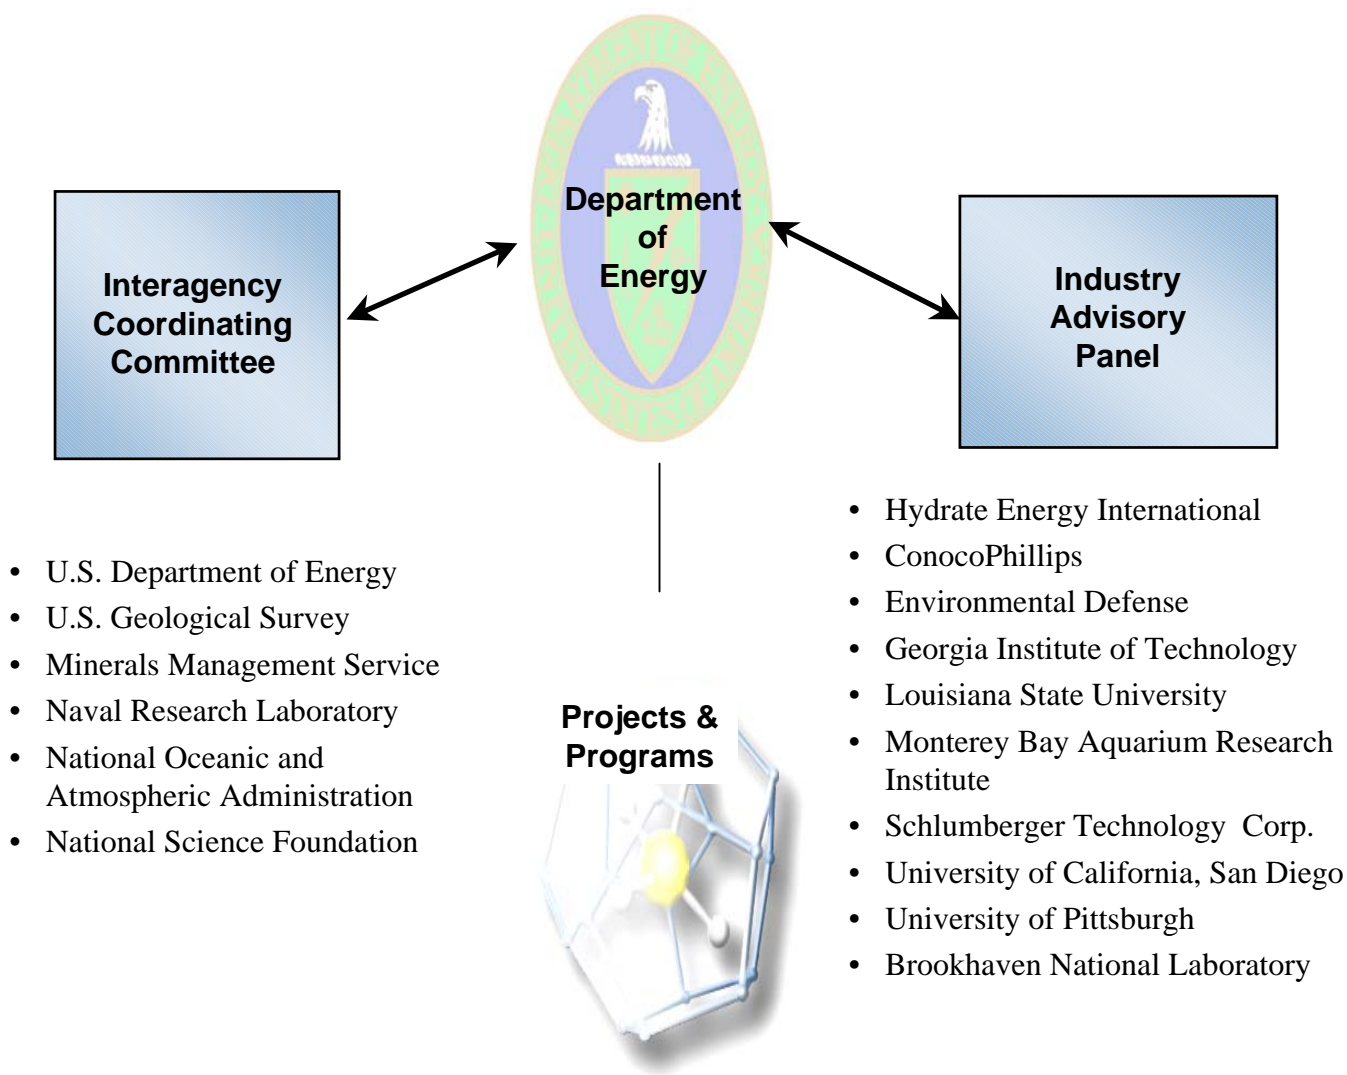 Department
of
Energy
Interagency
Coordinating
Committee
Industry
Advisory
Panel
• U.S. Department of Energy
• U.S. Geological Survey
• Minerals Management Service
• Naval Research Laboratory
• National Oceanic and
Atmospheric Administration
• National Science Foundation
Projects &
Programs
• Hydrate Energy International
• ConocoPhillips
• Environmental Defense
• Georgia Institute of Technology
• Louisiana State University
• Monterey Bay Aquarium Research
Institute
• Schlumberger Technology  Corp.
• University of California, San Diego
• University of Pittsburgh
• Brookhaven National Laboratory